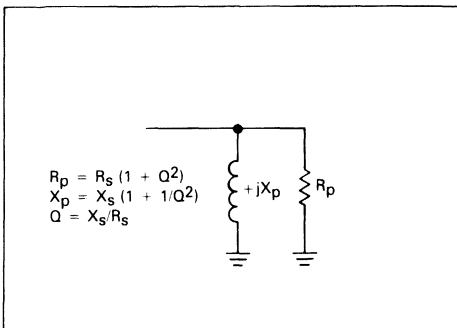 Rp = Rs (1 + Q2)
Xp = Xs (1 + 1/Q2)
Q = Xs/Rs
+jXp
Rp